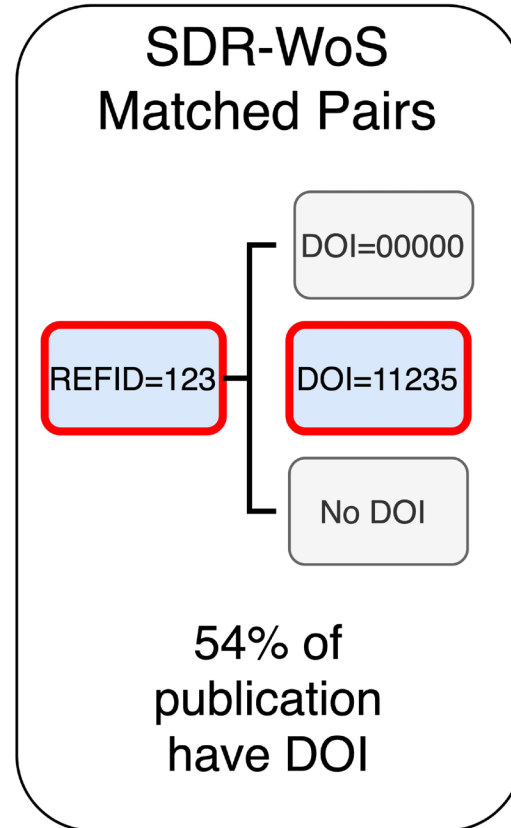 SDR-WoS
Matched Pairs
DOI=00000
REFID=123
DOI=11235
No DOI
54% of
publication
have DOI